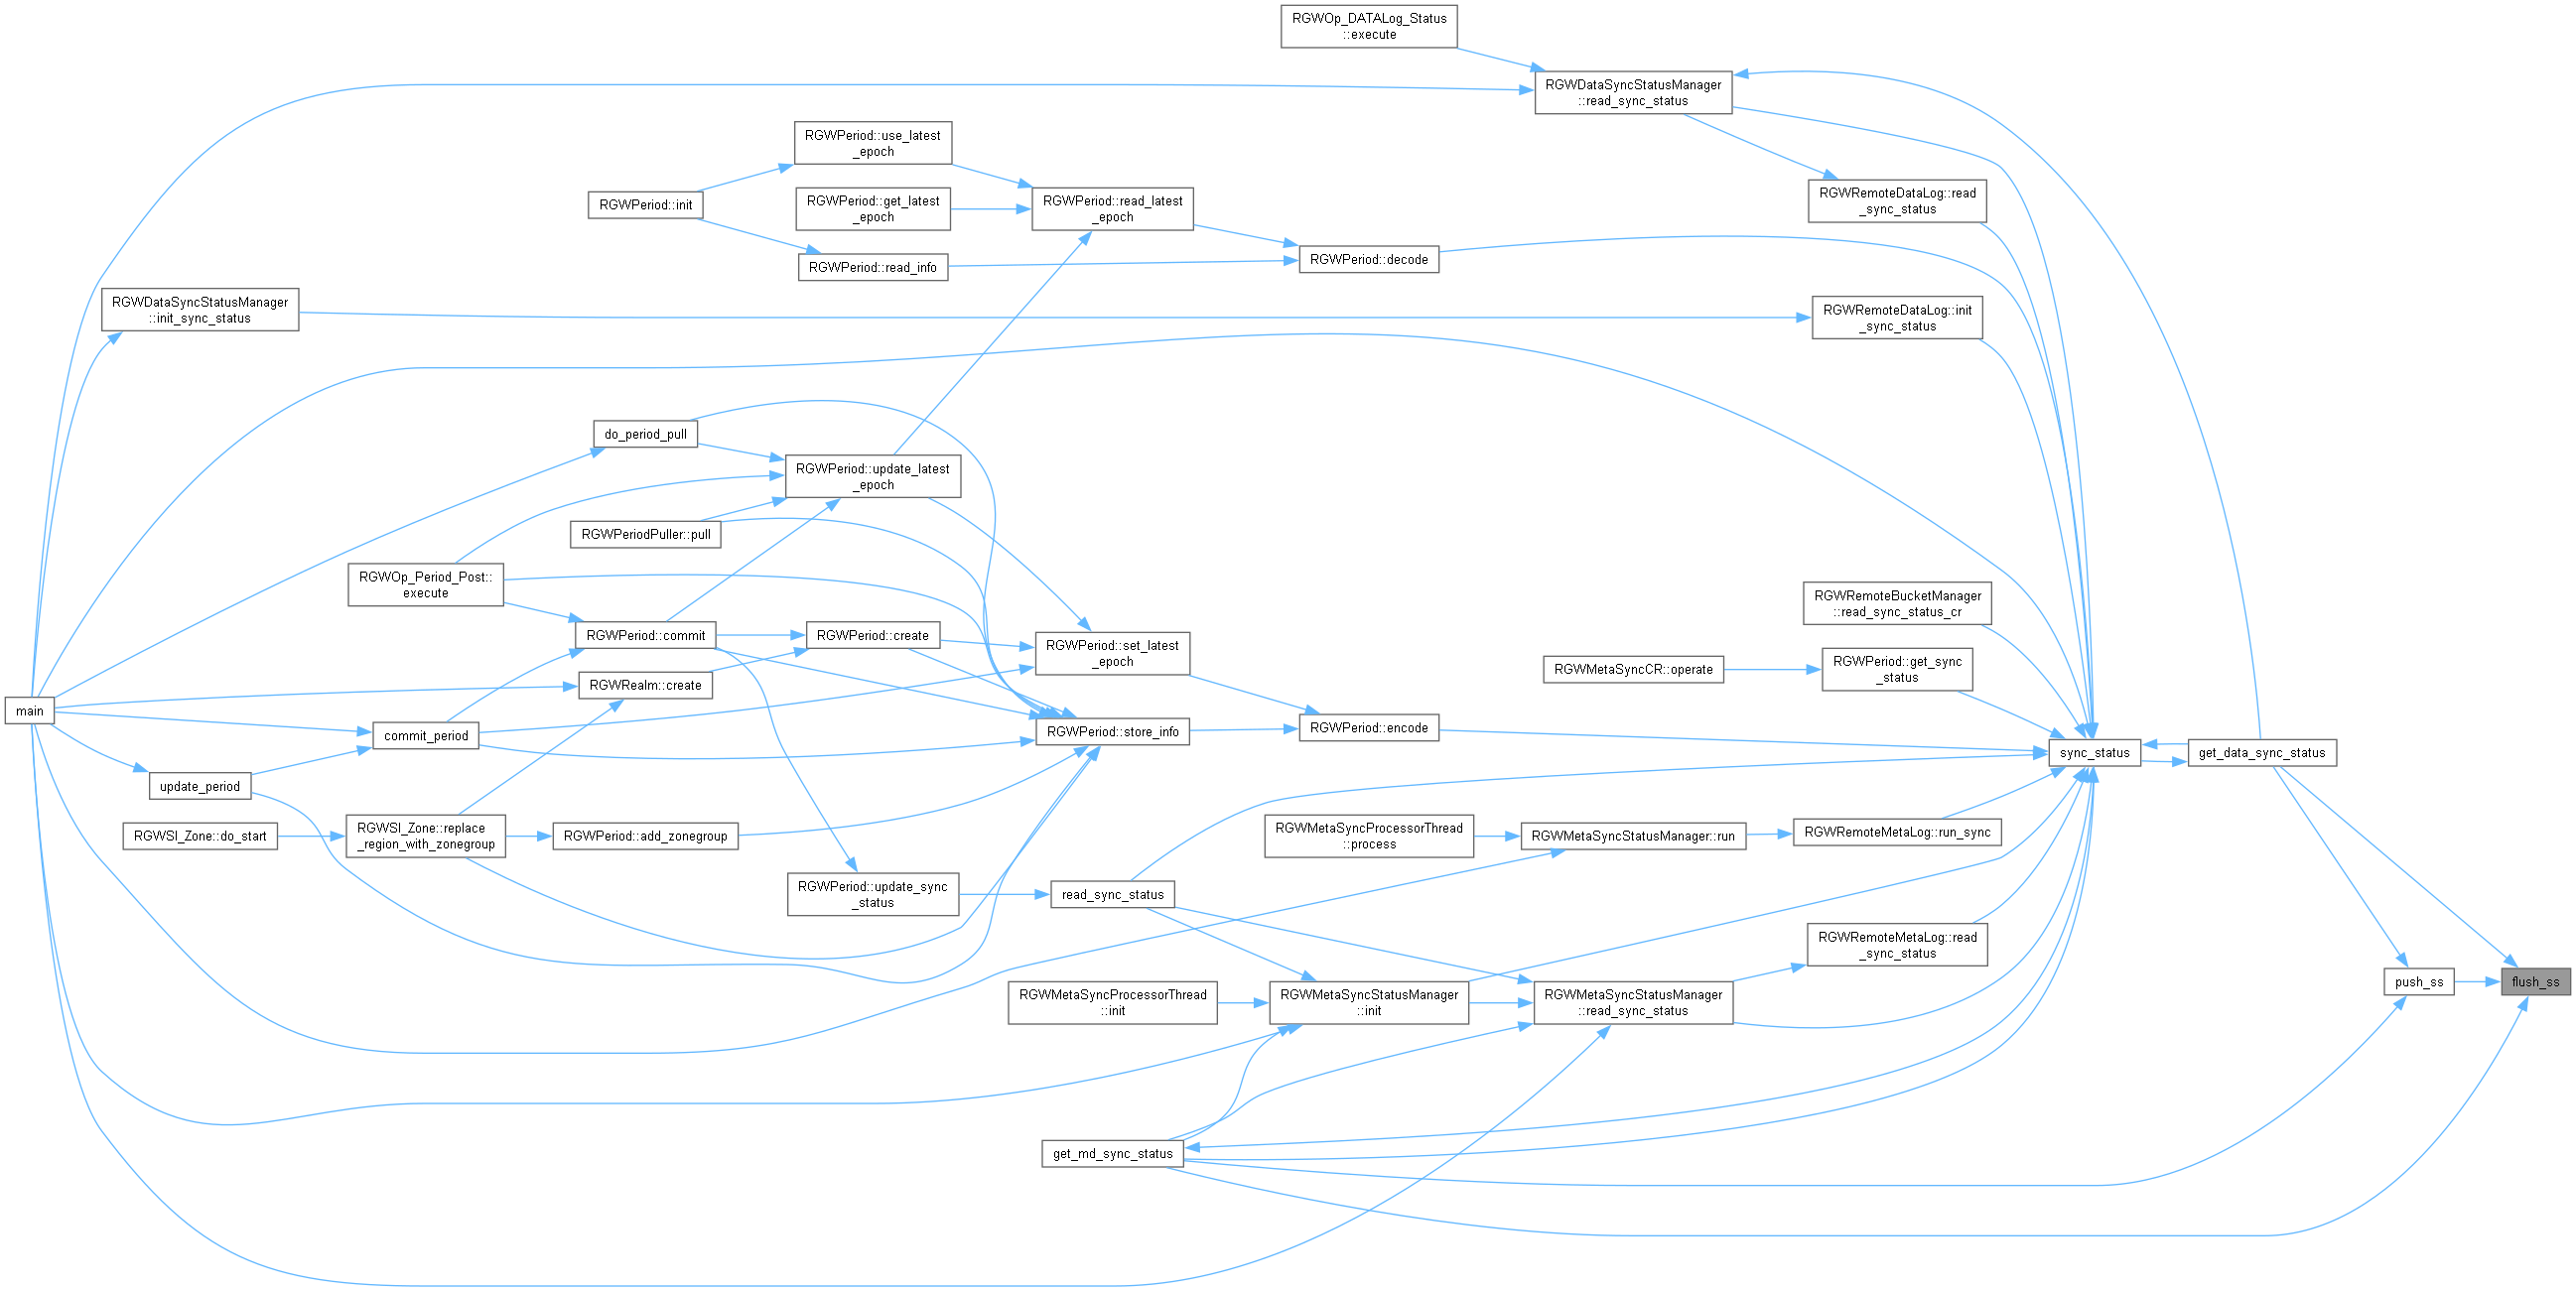 RGWOp_DATALog_Status
::execute
RGWDataSyncStatusManager
::read_sync_status
RGWPeriod::use_latest
_epoch
RGWPeriod::init
RGWPeriod::get_latest
_epoch
RGWPeriod::read_latest
_epoch
RGWRemoteDataLog::read
_sync_status
RGWPeriod::read_info
RGWPeriod::decode
RGWDataSyncStatusManager
::init_sync_status
RGWRemoteDataLog::init
_sync_status
do_period_pull
RGWPeriod::update_latest
_epoch
RGWPeriodPuller::pull
RGWOp_Period_Post::
execute
RGWRemoteBucketManager
::read_sync_status_cr
RGWPeriod::commit
RGWPeriod::create
RGWPeriod::set_latest
_epoch
RGWMetaSyncCR::operate
RGWPeriod::get_sync
_status
RGWRealm::create
main
commit_period
RGWPeriod::store_info
RGWPeriod::encode
sync_status
get_data_sync_status
update_period
RGWSI_Zone::do_start
RGWSI_Zone::replace
_region_with_zonegroup
RGWPeriod::add_zonegroup
RGWMetaSyncProcessorThread
::process
RGWMetaSyncStatusManager::run
RGWRemoteMetaLog::run_sync
RGWPeriod::update_sync
_status
read_sync_status
RGWRemoteMetaLog::read
_sync_status
RGWMetaSyncProcessorThread
::init
RGWMetaSyncStatusManager
::init
RGWMetaSyncStatusManager
::read_sync_status
push_ss
flush_ss
get_md_sync_status